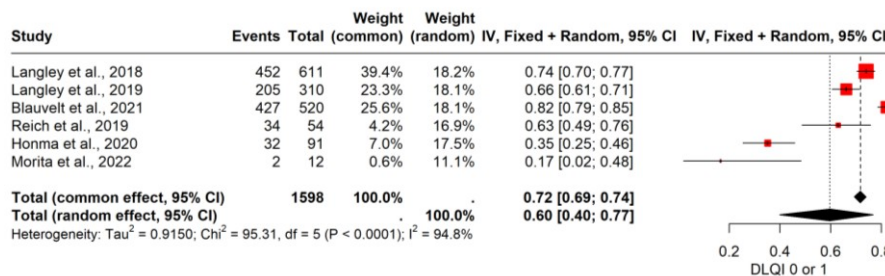 Weight Weight
Study Events Total (common) (random) IV, Fixed + Random, 95% CI IV, Fixed + Random, 95% CI
Langley et al., 2018 452 611 39.4% 18.2% 0.74 [0.70; 0.77]
Langley et al., 2019 205 310 23.3% 18.1% 0.66 [0.61; 0.71]
Blauvelt et al., 2021 427 520 25.6% 18.1% 0.82 [0.79; 0.85]
Reich et al., 2019 34 54 4.2% 16.9% 0.63 [0.49; 0.76]
Honma et al., 2020 32 91 7.0% 17.5% 0.35 [0.25; 0.46]
Morita et al., 2022 2 12 0.6% 11.1% 0.17 [0.02; 0.48]
Total (common effect, 95% CI) 1598 100.0% . 0.72 [0.69; 0.74]
Total (random effect, 95% CI) . 100.0% 0.60 [0.40; 0.77]
Heterogeneity: Tau² = 0.9150; Chi² = 95.31, df = 5 (P < 0.0001); I² = 94.8%
0.2 0.4 0.6 0.8
DLQI 0 or 1